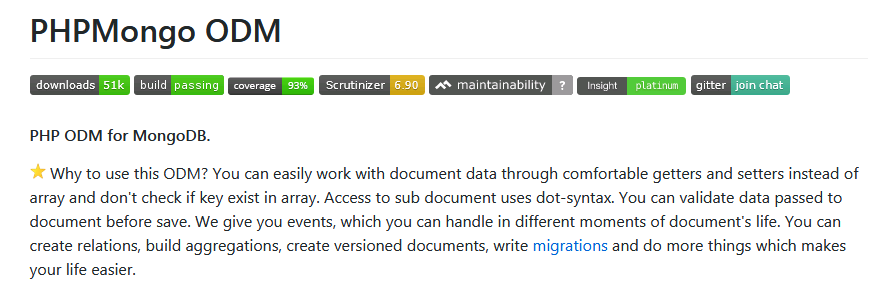 PHPMongo ODM
downloads 51k build passing coverage 93% Scrutinizer 6.90 maintainability ? Insight platinum gitter join chat
PHP ODM for MongoDB.
Why to use this ODM? You can easily work with document data through comfortable getters and setters instead of
array and don't check if key exist in array. Access to sub document uses dot-syntax. You can validate data passed to
document before save. We give you events, which you can handle in different moments of document's life. You can
create relations, build aggregations, create versioned documents, write migrations and do more things which makes
your life easier.